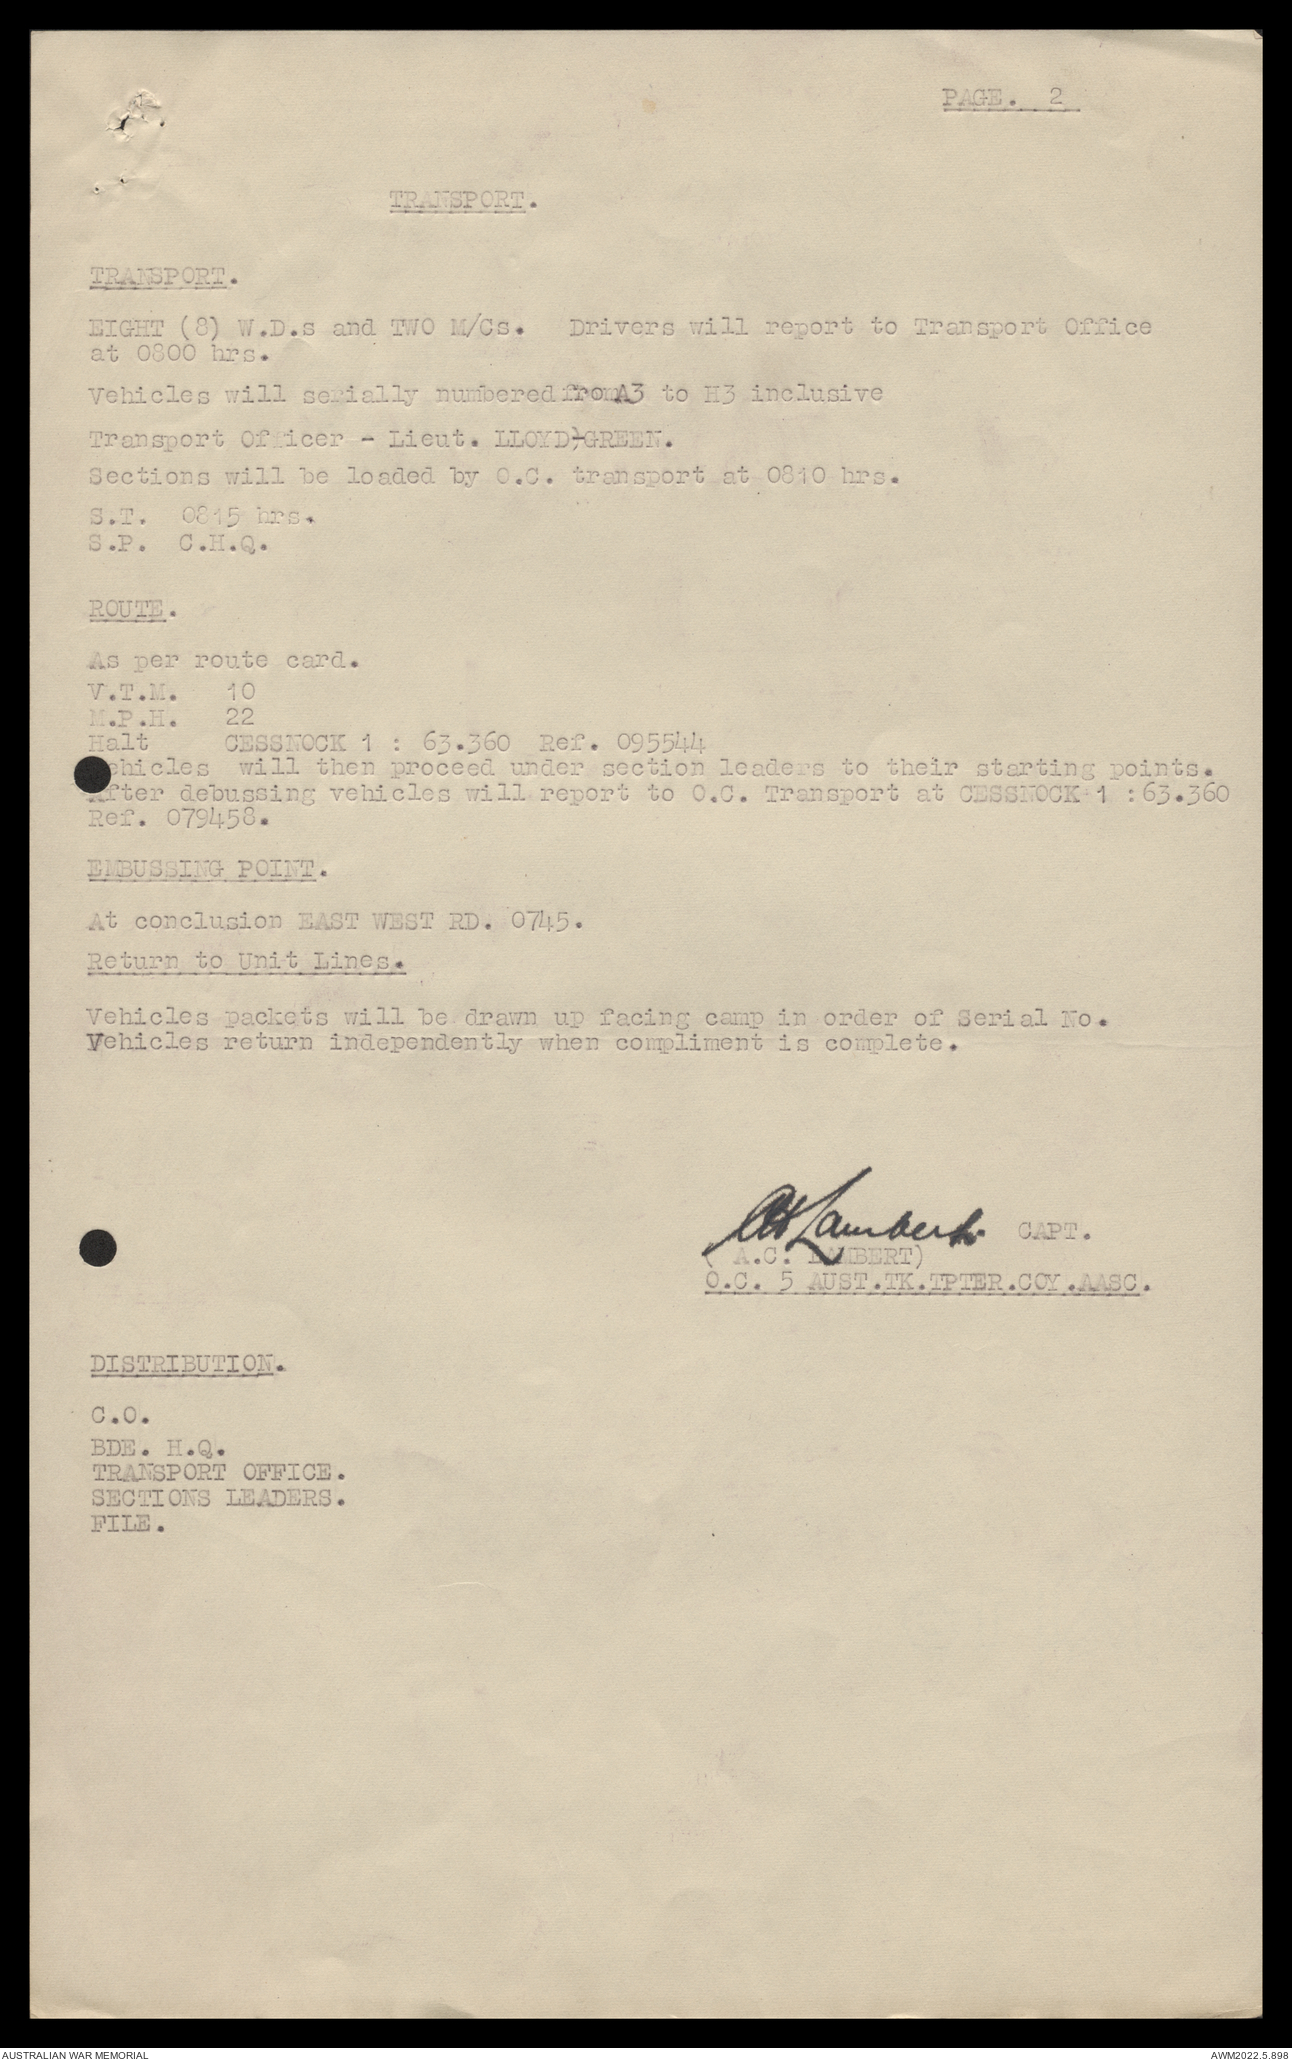 PAGE. 2
TRANSPORT.
TRANSPORT.
EIGHT (8) W.D.s and TWO M/Cs. Drivers will report to Transport Office
at 0800 hrs.
Vehicles will serially numbered from A3 to H3 inclusive
Transport Officer - Lieut. LLOYD-GREEN.
Sections will be loaded by O.C. transport at 0810 hrs.
S.T. 0815 hrs.
S.P. C.H.Q.
ROUTE.
As per route card.
V.T.M. 10
M.P.H. 22
Halt CESSNOCK 1 : 63.360 Ref. 095544
Vehicles will then proceed under section leaders to their starting points.
After debussing vehicles will report to O.C. Transport at CESSNOCK 1 : 63.360
Ref. 079458.
EMBUSSING POINT.
At conclusion EAST WEST RD. 0745.
Return to Unit Lines.
Vehicles packets will be drawn up facing camp in order of Serial No.
Vehicles return independently when compliment is complete.
AC Lambert. CAPT.
( A.C. LAMBERT)
O.C. 5 AUST.TK.TPTER.COY.AASC.
DISTRIBUTION.
C.O.
BDE. H.Q.
TRANSPORT OFFICE.
SECTIONS LEADERS.
FILE.
AUSTRALIAN WAR MEMORIAL
AWM2022.5.898